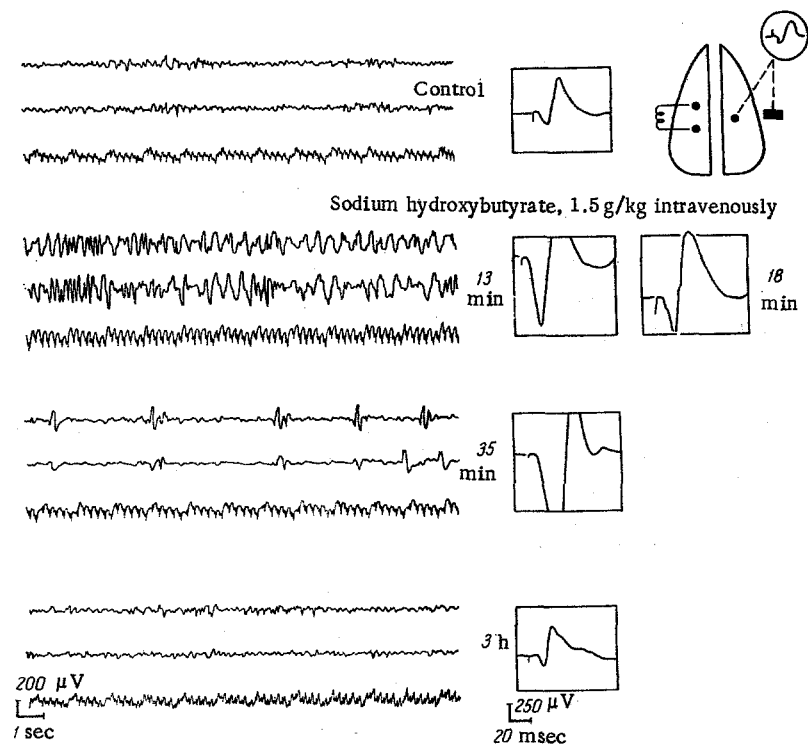 Control
Sodium hydroxybutyrate, 1.5 g/kg intravenously
13
min
18
min
35
min
3 h
200 μV
1 sec
250 μV
20 msec